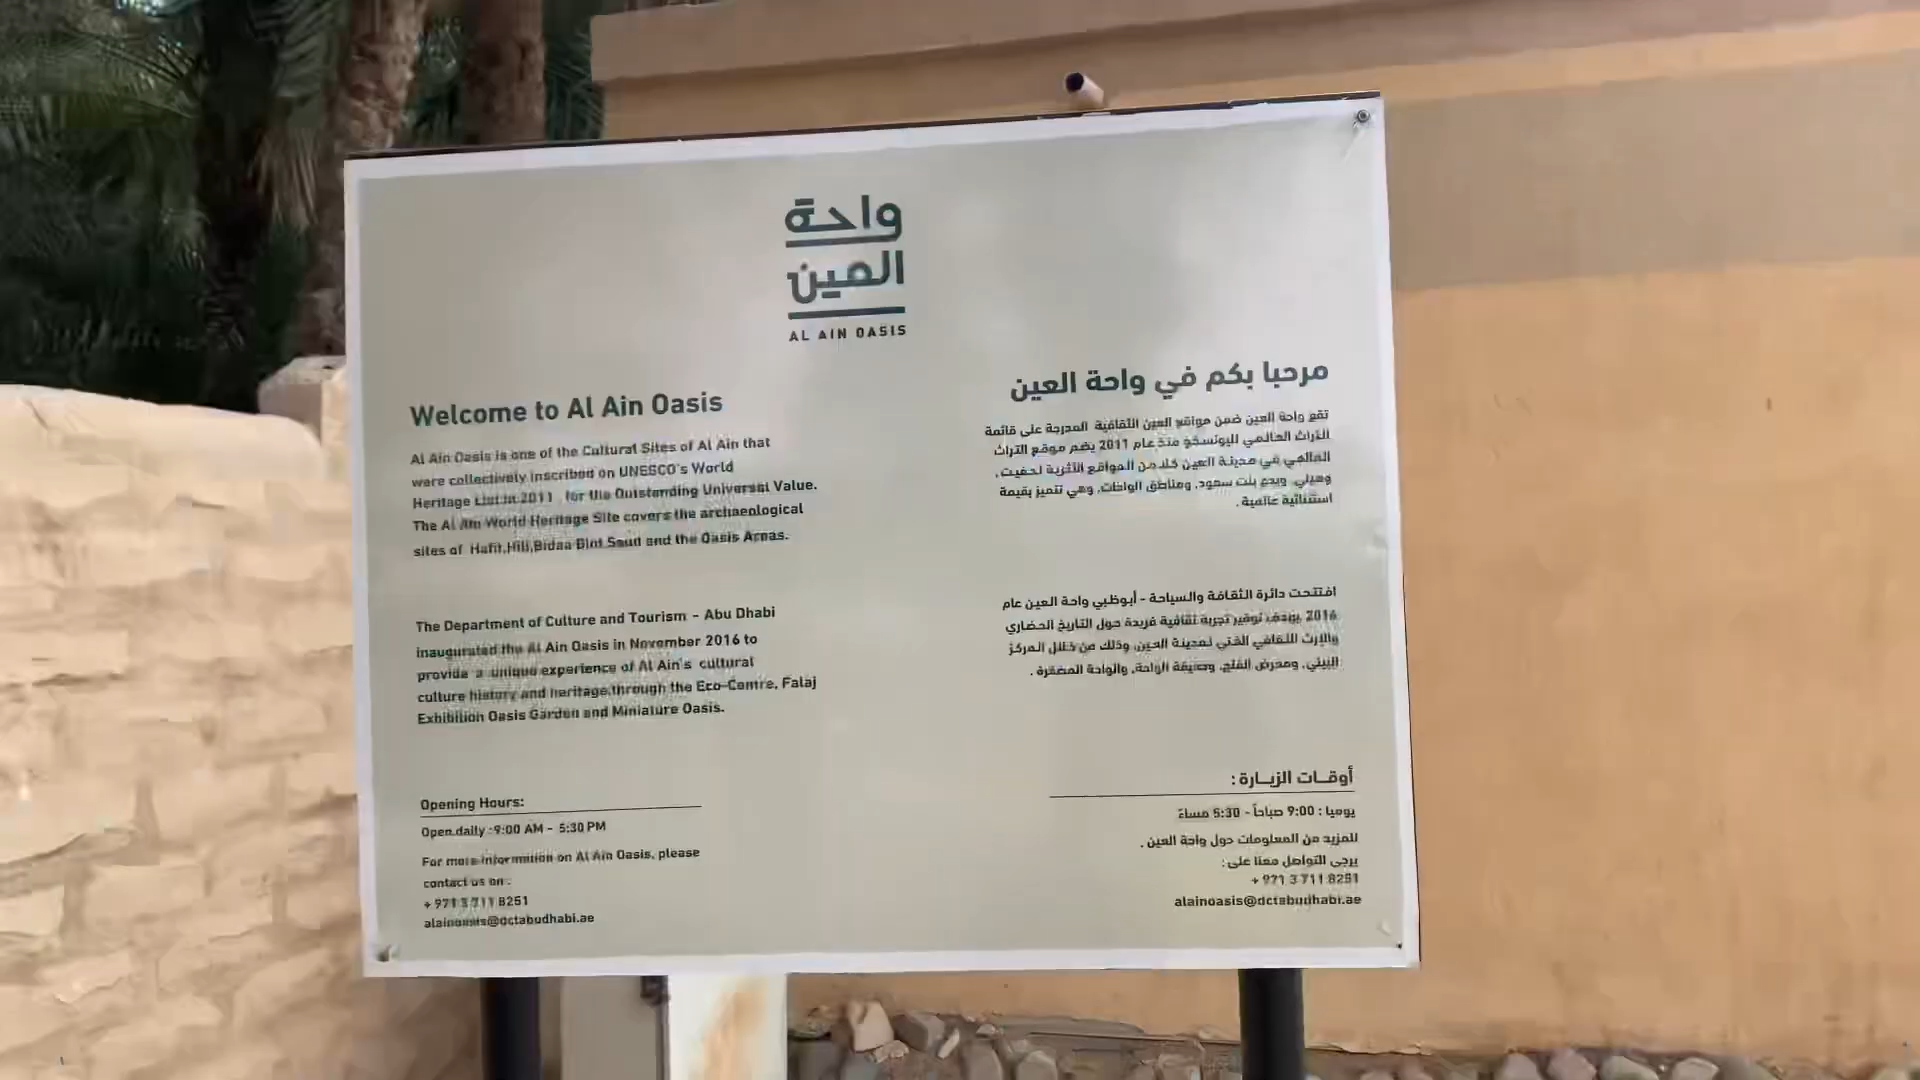 واحة
العين
AL AIN OASIS
Welcome to Al Ain Oasis
Al Ain Oasis is one of the Cultural Sites of Al Ain that
were collectively inscribed on UNESCO's World
Heritage List in 2011 , for the Outstanding Universal Value.
The Al Ain World Heritage Site covers the archaeological
sites of Hafit,Hili,Bidaa Bint Saud and the Oasis Areas.
The Department of Culture and Tourism - Abu Dhabi
inaugurated the Al Ain Oasis in November 2016 to
provide a unique experience of Al Ain's cultural
culture history and heritage,through the Eco-Centre, Falaj
Exhibition Oasis Garden and Miniature Oasis.
Opening Hours:
Open daily :9:00 AM - 5:30 PM
For more information on Al Ain Oasis, please
contact us on :
+ 971 3 711 8251
alainoasis@dctabudhabi.ae
مرحبا بكم في واحة العين
تقع واحة العين ضمن مواقع العين الثقافية المدرجة على قائمة
التراث العالمي لليونسكو منذ عام 2011 يضم موقع التراث
العالمي في مدينة العين كلا من المواقع الأثرية لحفيت ،
وهيلي، وبدع بنت سعود، ومناطق الواحات، وهي تتميز بقيمة
استثنائية عالمية .
افتتحت دائرة الثقافة والسياحة - أبوظبي واحة العين عام
2016 بهدف توفير تجربة ثقافية فريدة حول التاريخ الحضاري
والإرث الثقافي الغني لمدينة العين، وذلك من خلال المركز
البيئي، ومعرض الفلج، وحديقة الواحة، والواحة المصغرة .
أوقــات الزيــارة :
يوميا : 9:00 صباحاً - 5:30 مساءً
للمزيد من المعلومات حول واحة العين ،
يرجى التواصل معنا على :
+ 971 3 711 8251
alainoasis@dctabudhabi.ae